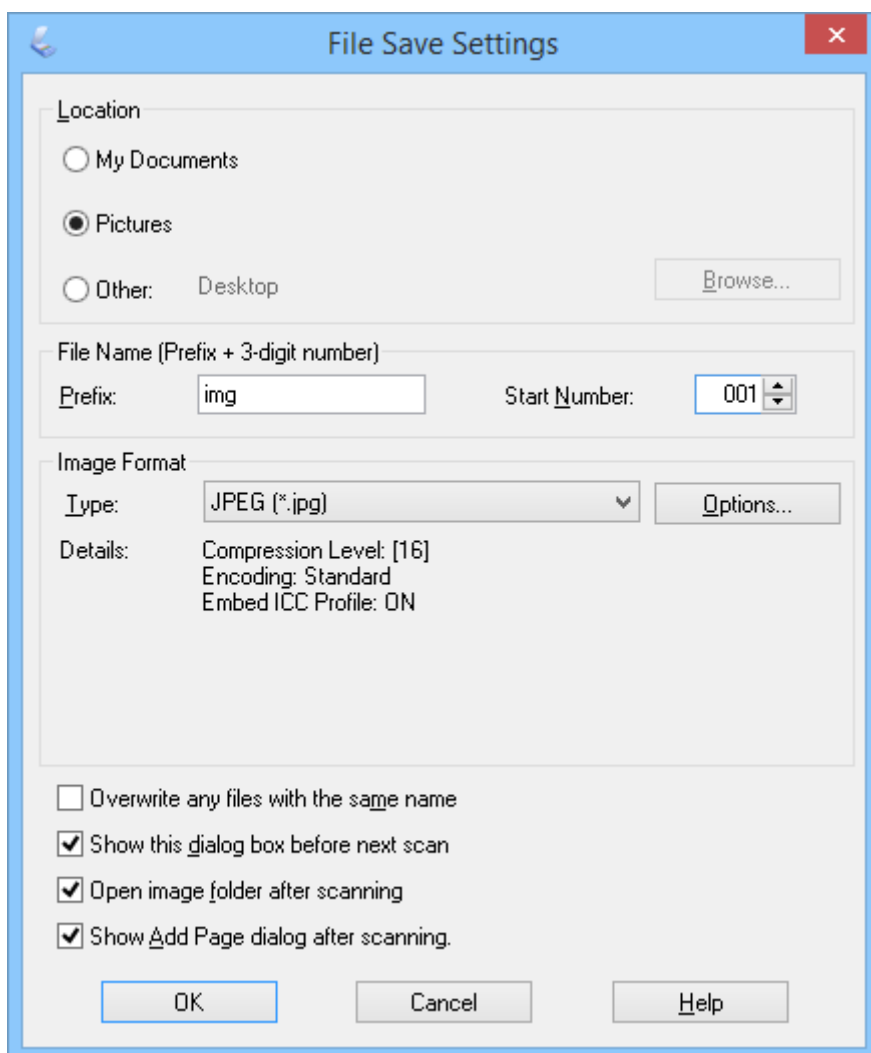 File Save Settings
Location
My Documents
Pictures
Other: Desktop Browse...
File Name (Prefix + 3-digit number)
Prefix: img Start Number: 001
Image Format
Type: JPEG (*.jpg) Options...
Details: Compression Level: [16]
Encoding: Standard
Embed ICC Profile: ON
Overwrite any files with the same name
Show this dialog box before next scan
Open image folder after scanning
Show Add Page dialog after scanning.
OK Cancel Help